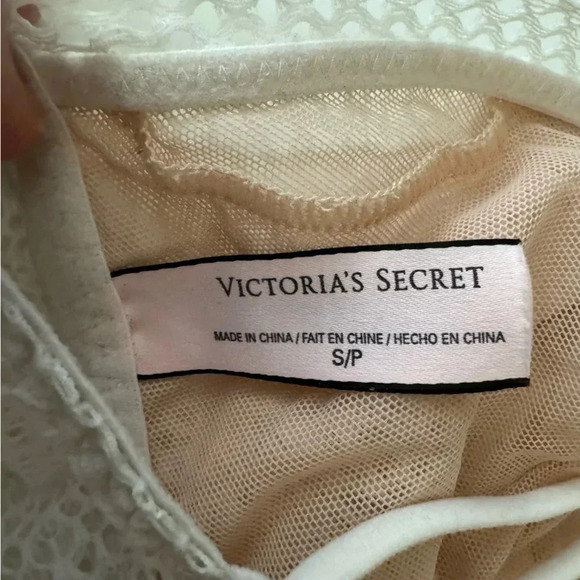 VICTORIA'S SECRET
MADE IN CHINA / FAIT EN CHINE / HECHO EN CHINA
S/P